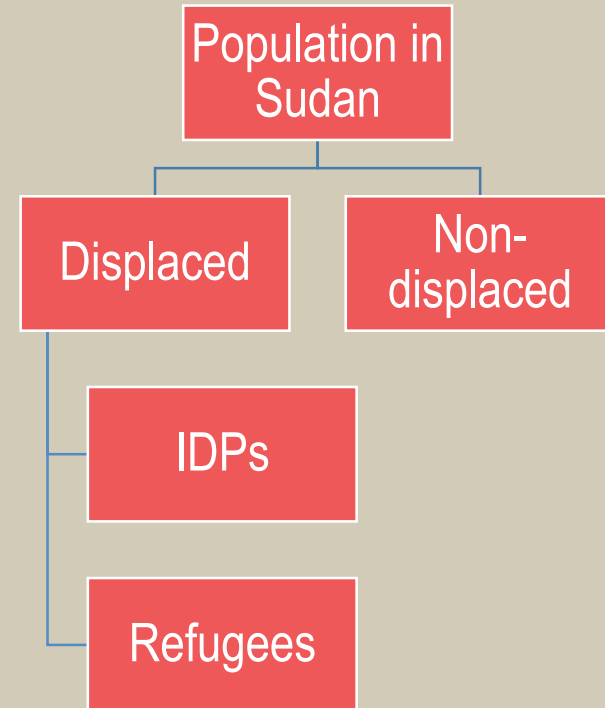 Population in
Sudan
Displaced
Non-
displaced
IDPs
Refugees